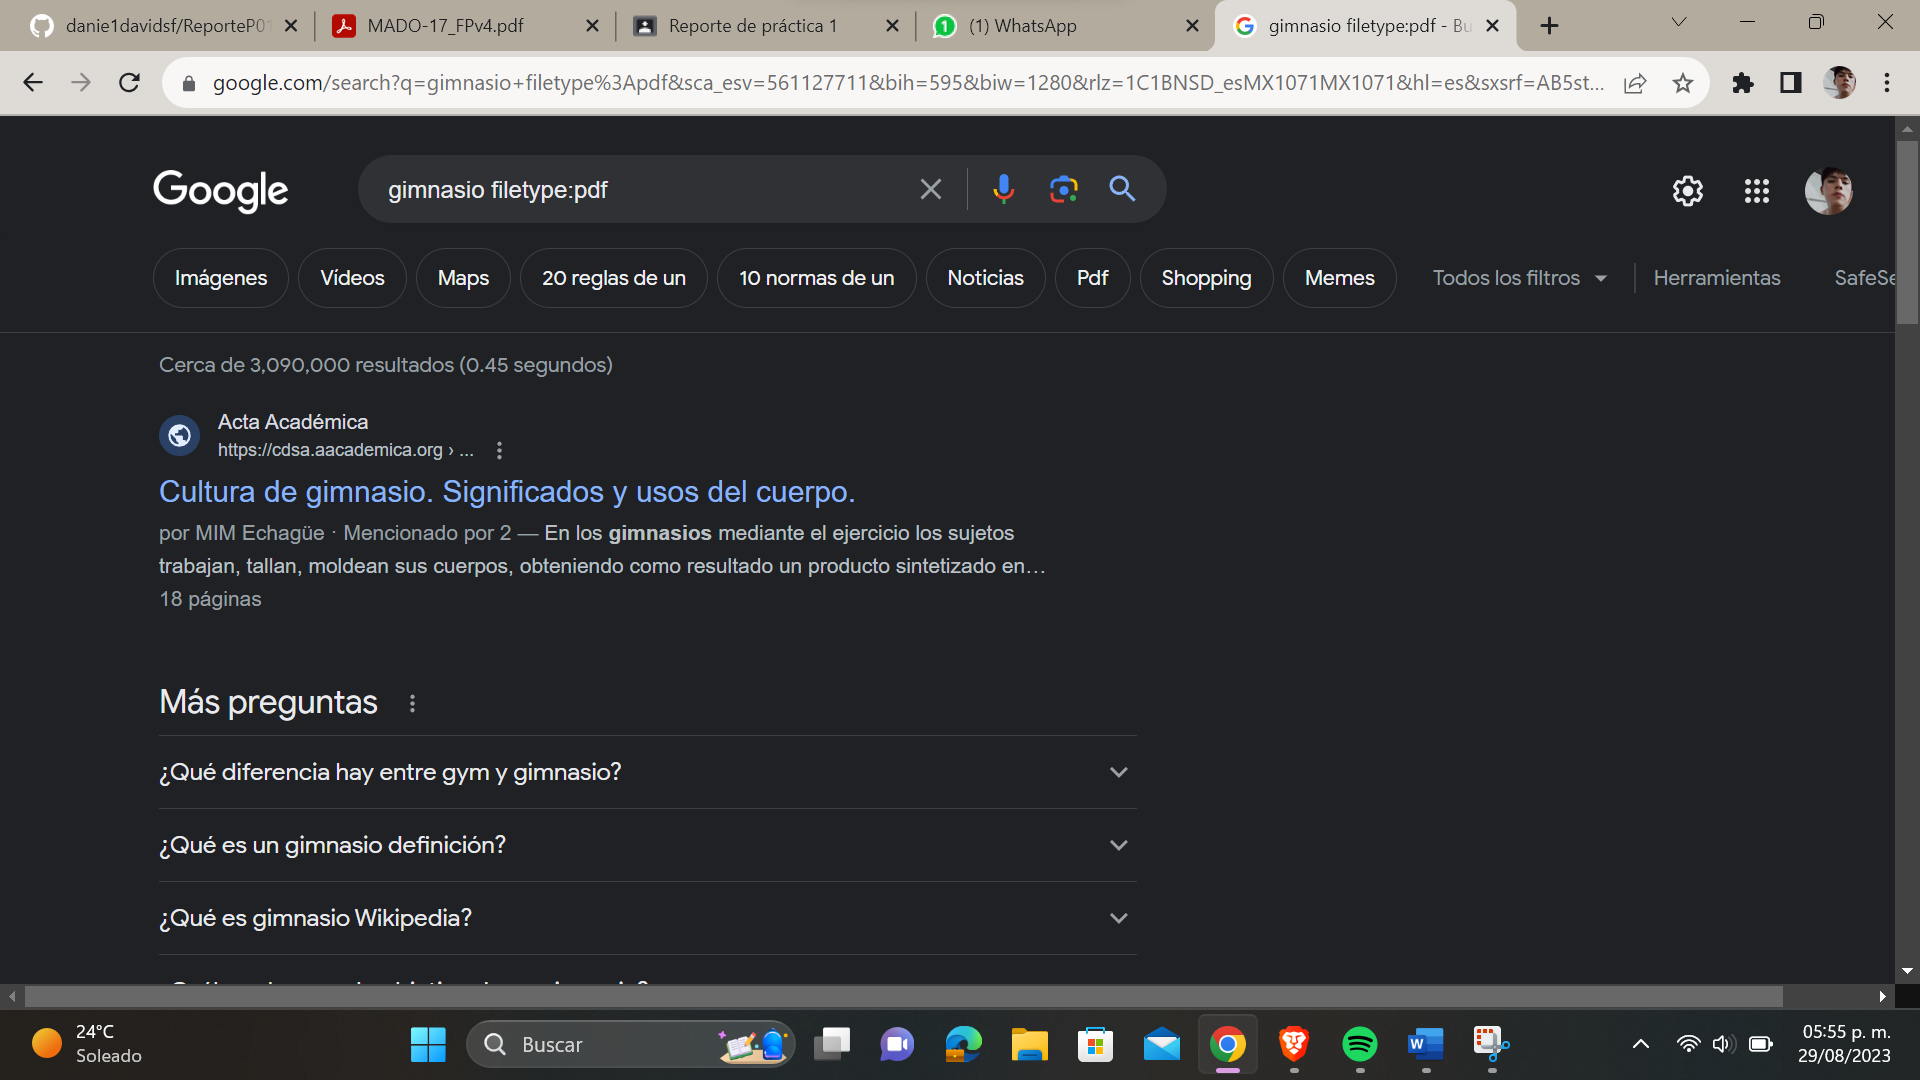 danie1davidsf/ReporteP01
MADO-17_FPv4.pdf
Reporte de práctica 1
(1) WhatsApp
gimnasio filetype:pdf - Bu
google.com/search?q=gimnasio+filetype%3Apdf&sca_esv=561127711&bih=595&biw=1280&rlz=1C1BNSD_esMX1071MX1071&hl=es&sxsrf=AB5st...
Google
gimnasio filetype:pdf
Imágenes
Vídeos
Maps
20 reglas de un
10 normas de un
Noticias
Pdf
Shopping
Memes
Todos los filtros
Herramientas
SafeSe
Cerca de 3,090,000 resultados (0.45 segundos)
Acta Académica
https://cdsa.aacademica.org › ...
Cultura de gimnasio. Significados y usos del cuerpo.
por MIM Echagüe · Mencionado por 2 — En los gimnasios mediante el ejercicio los sujetos
trabajan, tallan, moldean sus cuerpos, obteniendo como resultado un producto sintetizado en…
18 páginas
Más preguntas
¿Qué diferencia hay entre gym y gimnasio?
¿Qué es un gimnasio definición?
¿Qué es gimnasio Wikipedia?
24°C
Soleado
Buscar
05:55 p. m.
29/08/2023